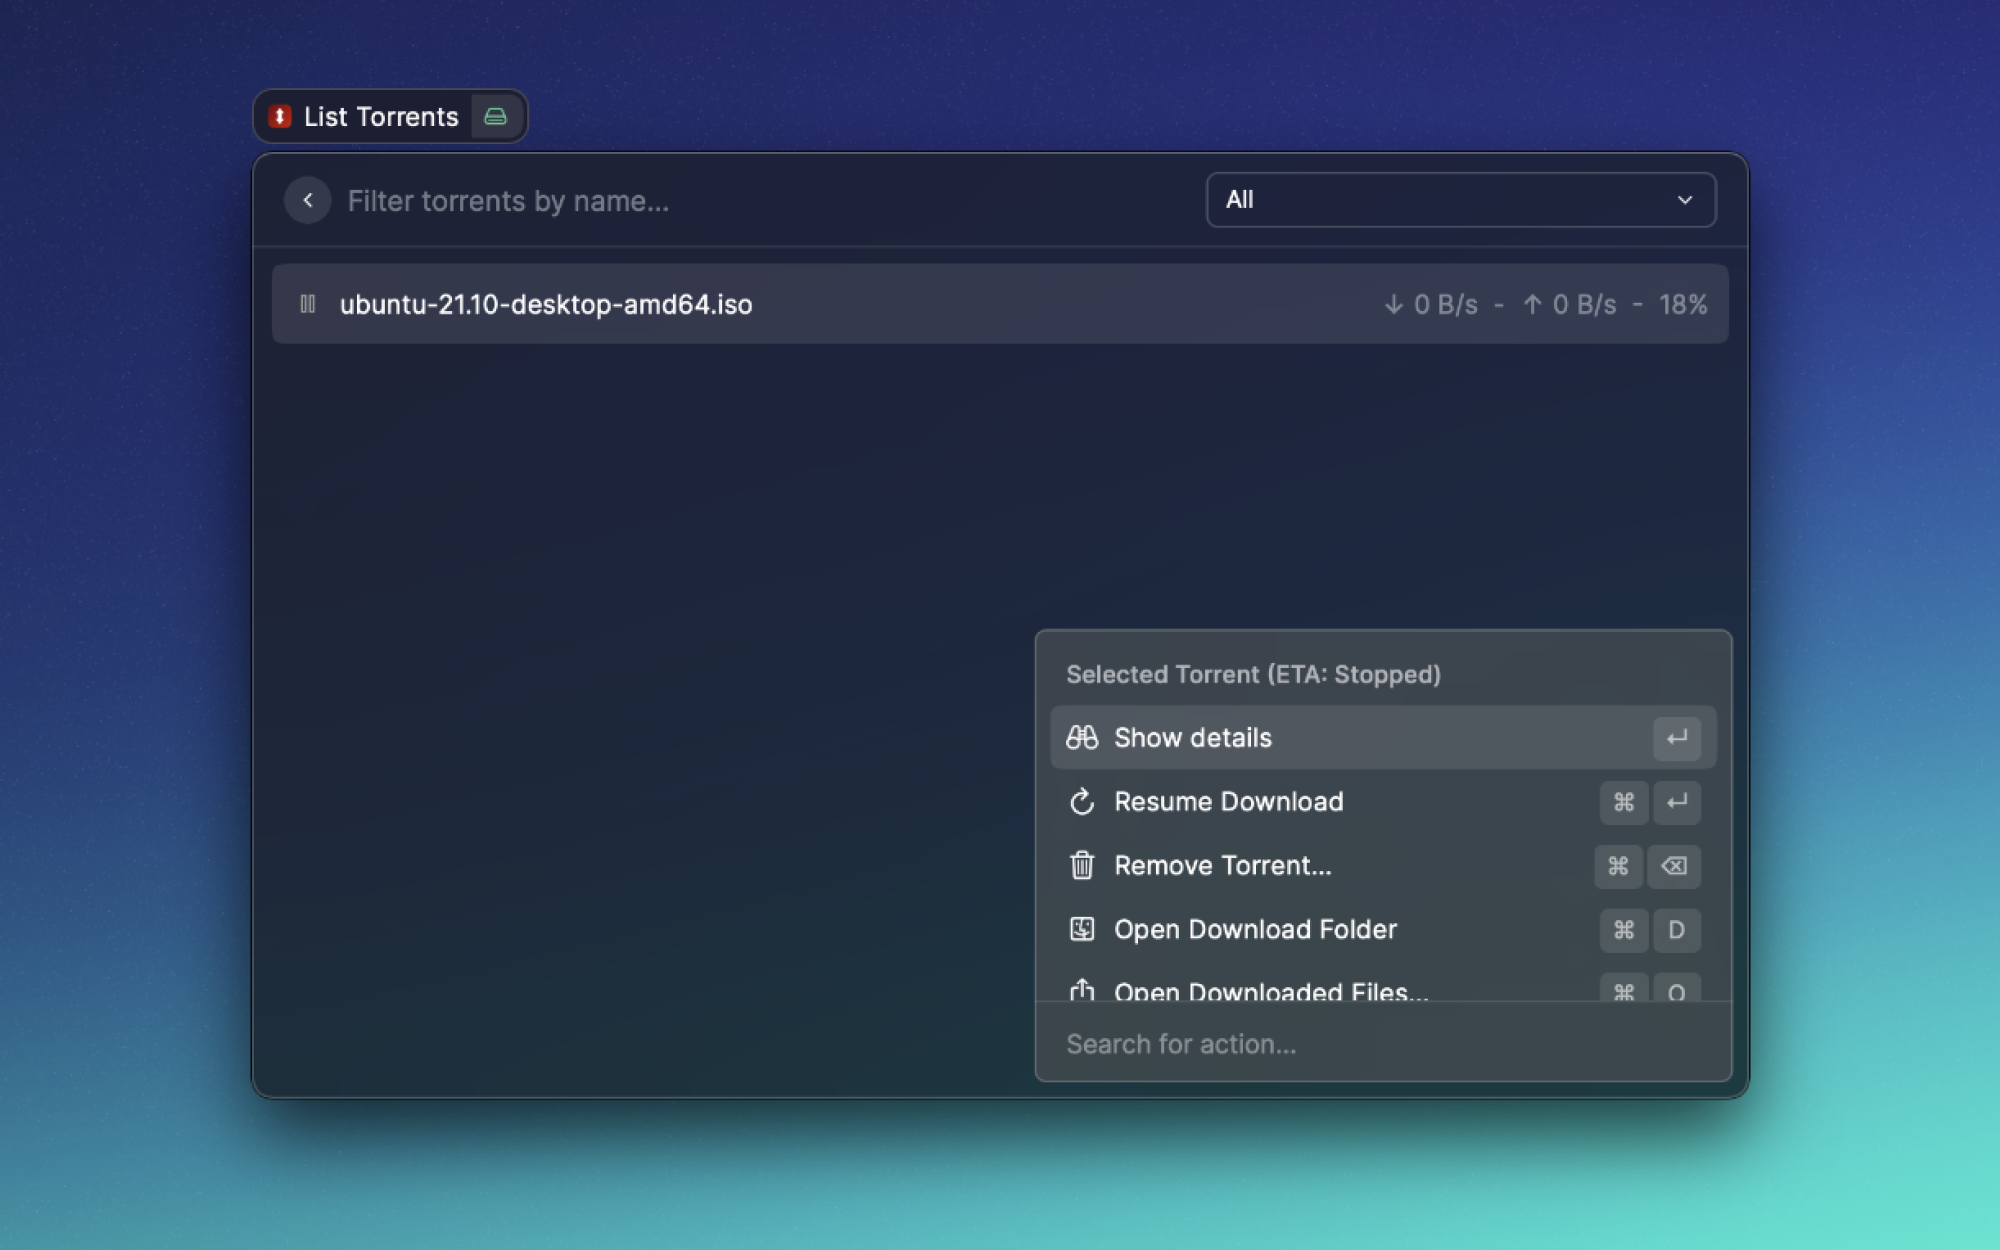 List Torrents
Filter torrents by name...
All
ubuntu-21.10-desktop-amd64.iso ↓ 0 B/s - ↑ 0 B/s - 18%
Selected Torrent (ETA: Stopped)
Show details ↵
Resume Download ⌘ ↵
Remove Torrent... ⌘ ⌫
Open Download Folder ⌘ D
Open Downloaded Files... ⌘ O
Search for action...